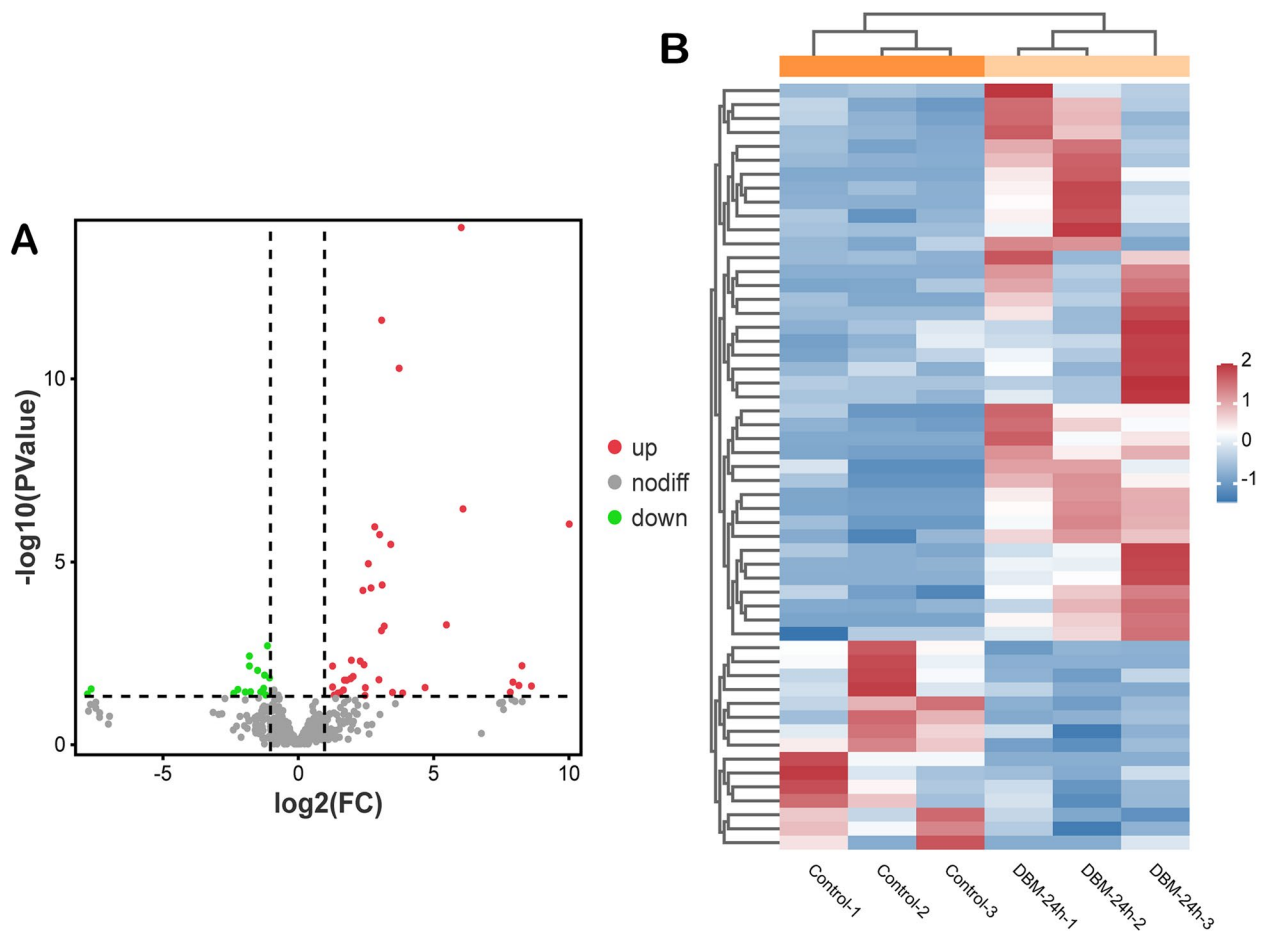 A
-log10(PValue)
10
5
0
-5
0
5
10
log2(FC)
up
nodiff
down
B
2
1
0
-1
Control-1
Control-2
Control-3
DBM-24h-1
DBM-24h-2
DBM-24h-3